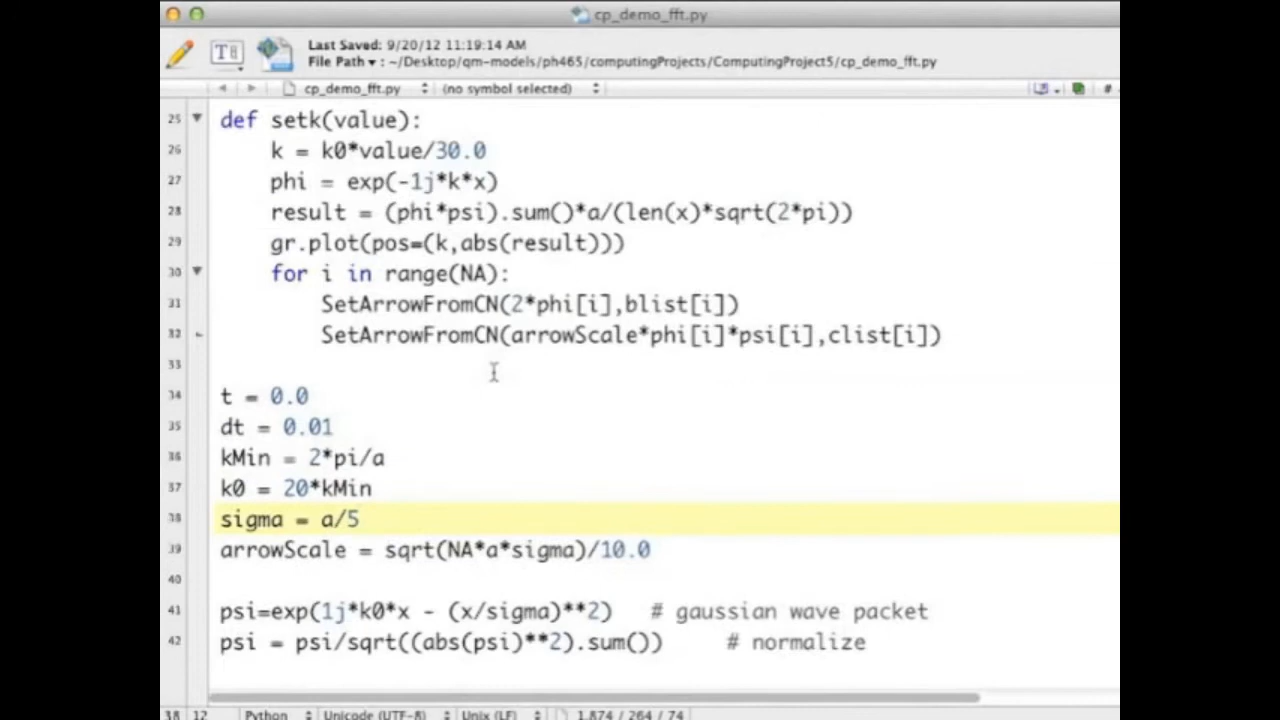 cp_demo_fft.py
Last Saved: 9/20/12 11:19:14 AM
File Path ▾ : ~/Desktop/qm-models/ph465/computingProjects/ComputingProject5/cp_demo_fft.py
cp_demo_fft.py (no symbol selected) #
25 def setk(value):
26 k = k0*value/30.0
27 phi = exp(-1j*k*x)
28 result = (phi*psi).sum()*a/(len(x)*sqrt(2*pi))
29 gr.plot(pos=(k,abs(result)))
30 for i in range(NA):
31 SetArrowFromCN(2*phi[i],blist[i])
32 SetArrowFromCN(arrowScale*phi[i]*psi[i],clist[i])
33
34 t = 0.0
35 dt = 0.01
36 kMin = 2*pi/a
37 k0 = 20*kMin
38 sigma = a/5
39 arrowScale = sqrt(NA*a*sigma)/10.0
40
41 psi=exp(1j*k0*x - (x/sigma)**2) # gaussian wave packet
42 psi = psi/sqrt((abs(psi)**2).sum()) # normalize
38 12 Python Unicode (UTF-8) Unix (LF) 1,874 / 264 / 74